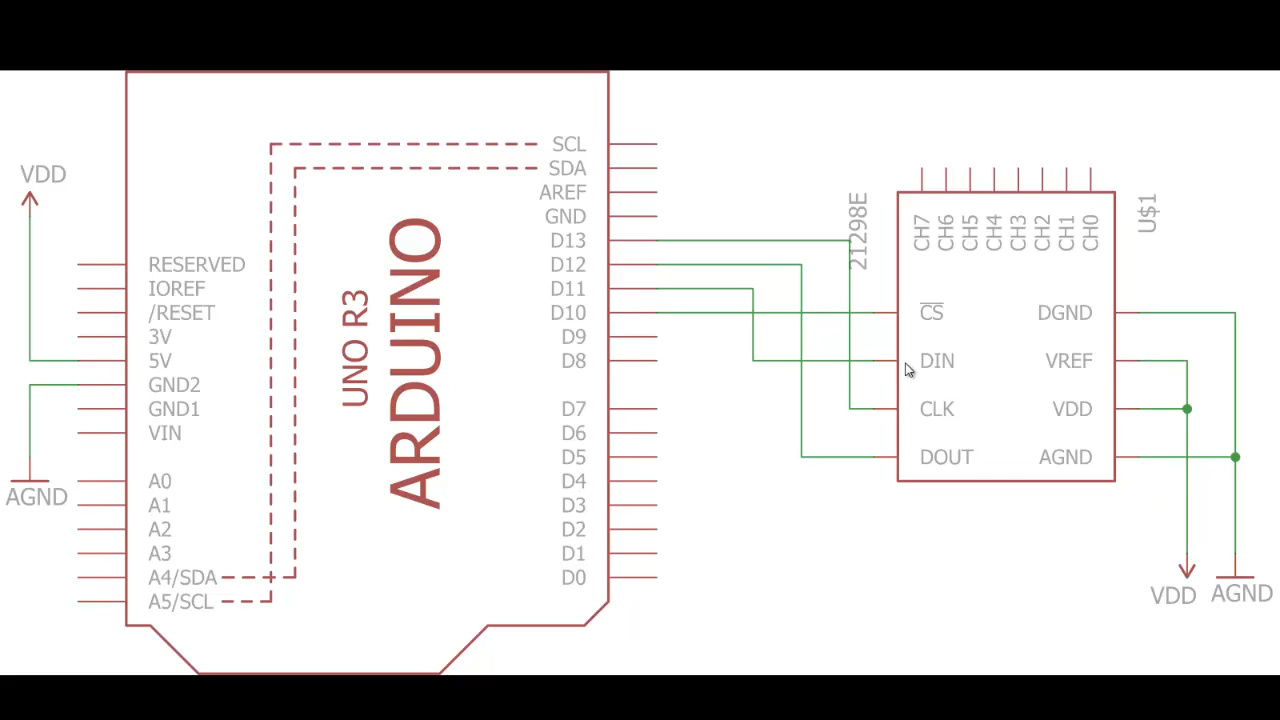 VDD
AGND
RESERVED
IOREF
/RESET
3V
5V
GND2
GND1
VIN
A0
A1
A2
A3
A4/SDA
A5/SCL
UNO R3
ARDUINO
SCL
SDA
AREF
GND
D13
D12
D11
D10
D9
D8
D7
D6
D5
D4
D3
D2
D1
D0
21298E
CH7
CH6
CH5
CH4
CH3
CH2
CH1
CH0
U$1
CS
DIN
CLK
DOUT
DGND
VREF
VDD
AGND
VDD
AGND